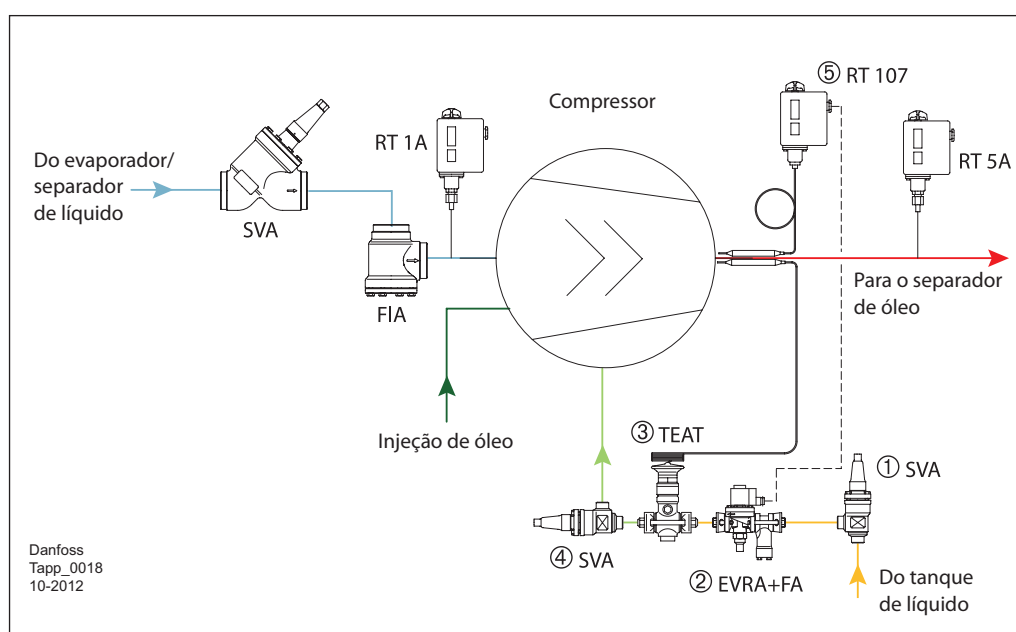 Compressor
⑤ RT 107
RT 1A
RT 5A
Do evaporador/
separador
de líquido
SVA
FIA
Para o separador
de óleo
Injeção de óleo
③ TEAT
① SVA
④ SVA
② EVRA+FA
Do tanque
de líquido
Danfoss
Tapp_0018
10-2012